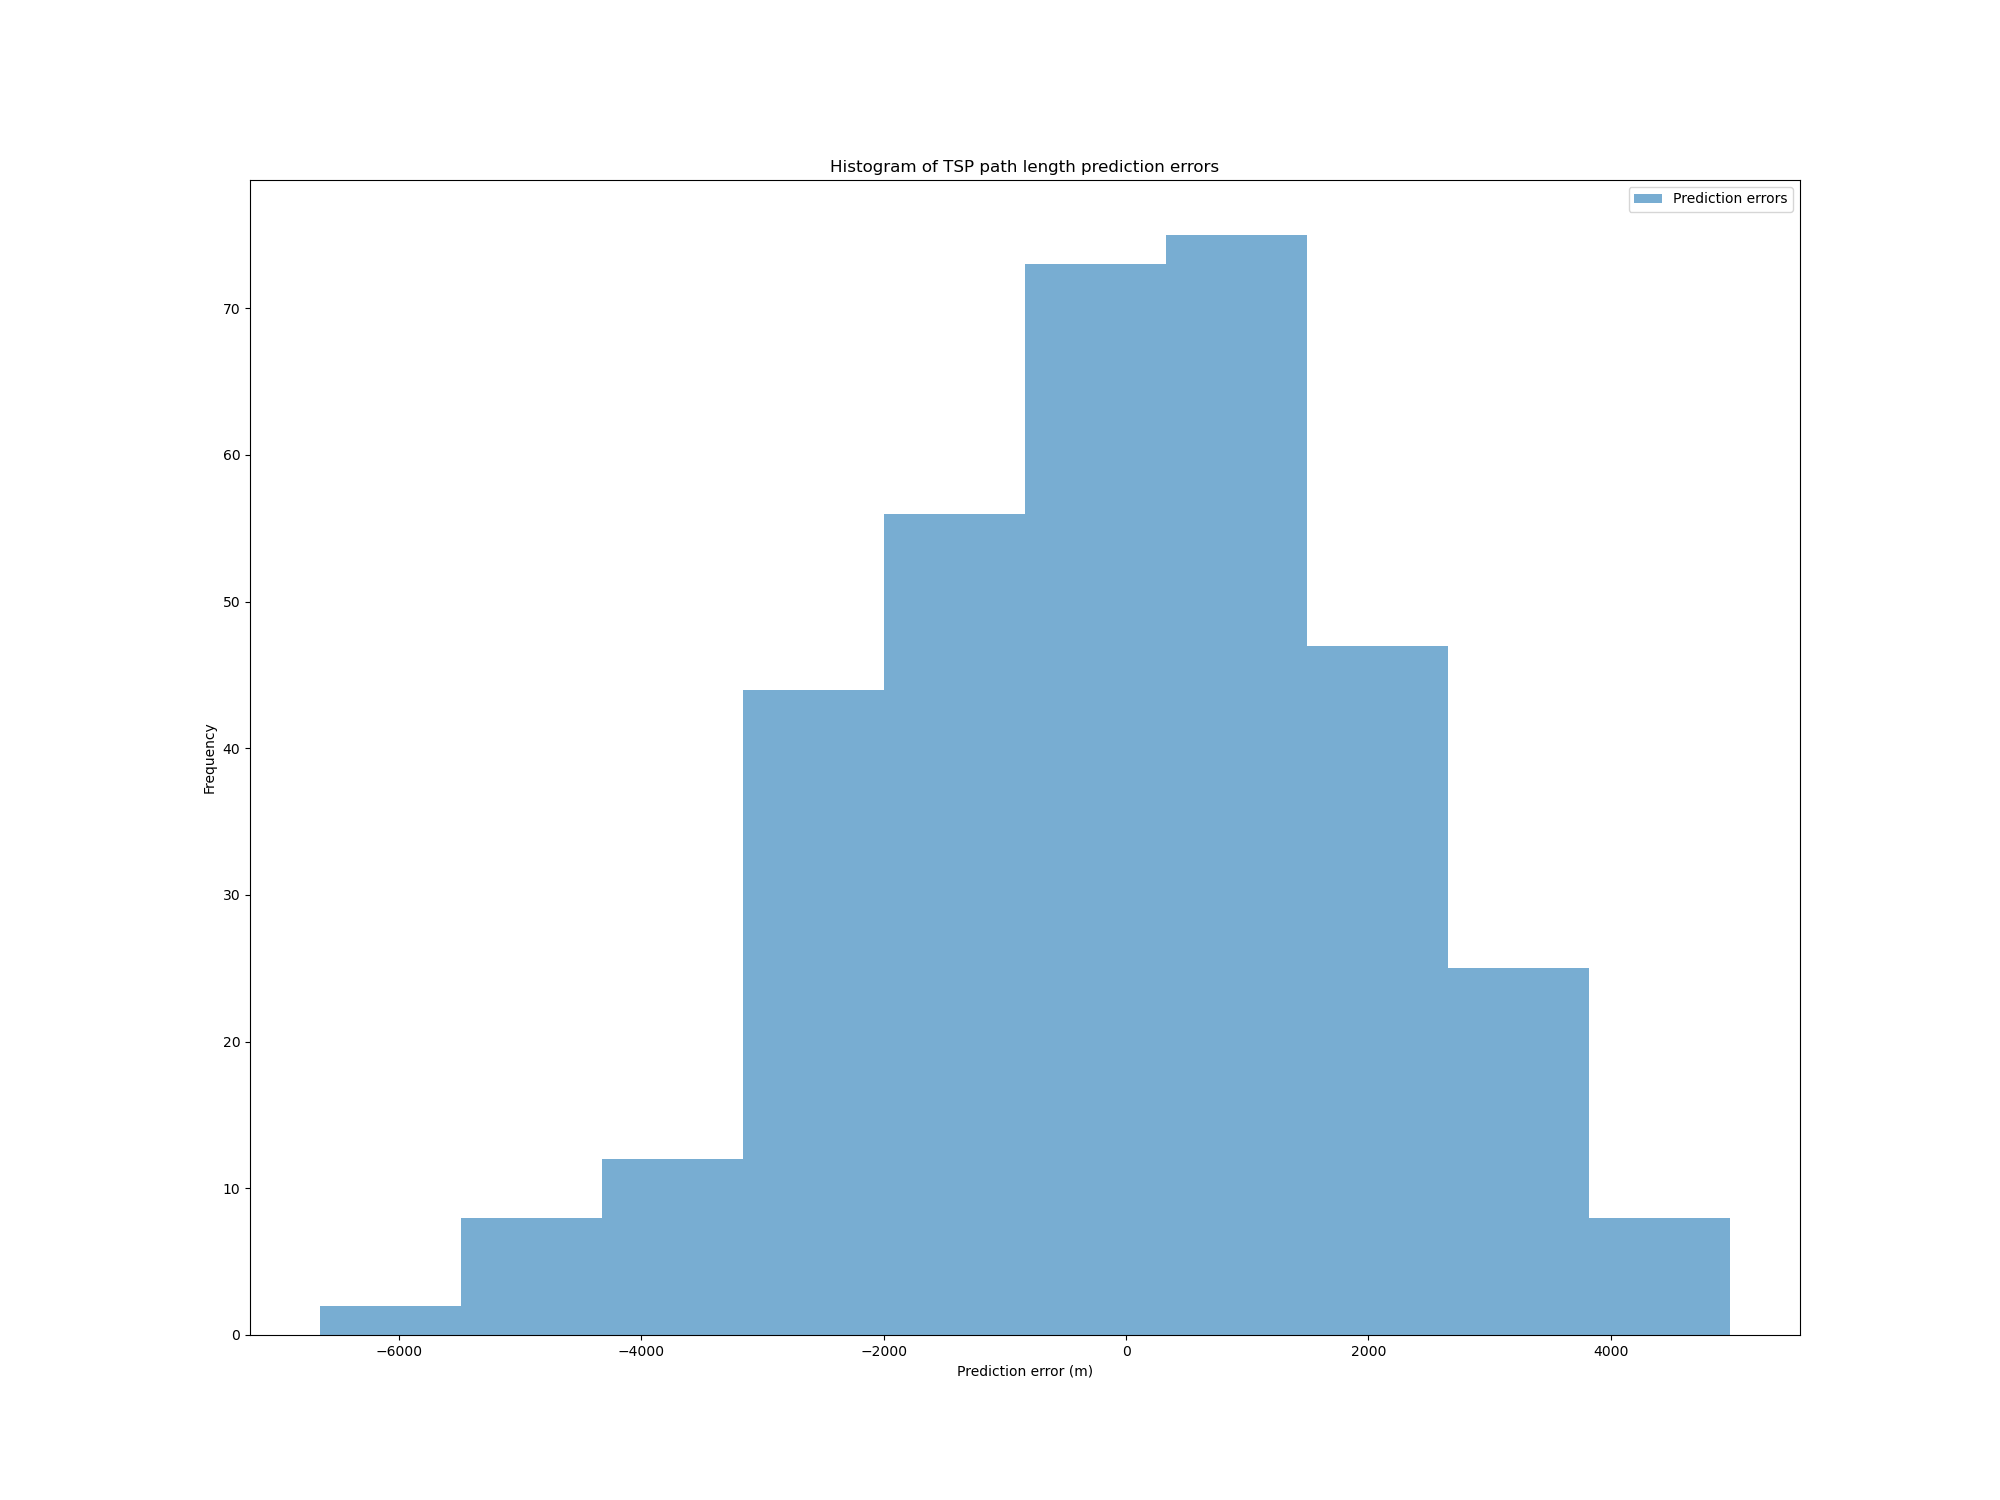 Histogram of TSP path length prediction errors
Prediction errors
70
60
50
40
30
20
10
0
Frequency
−6000 −4000 −2000 0 2000 4000
Prediction error (m)